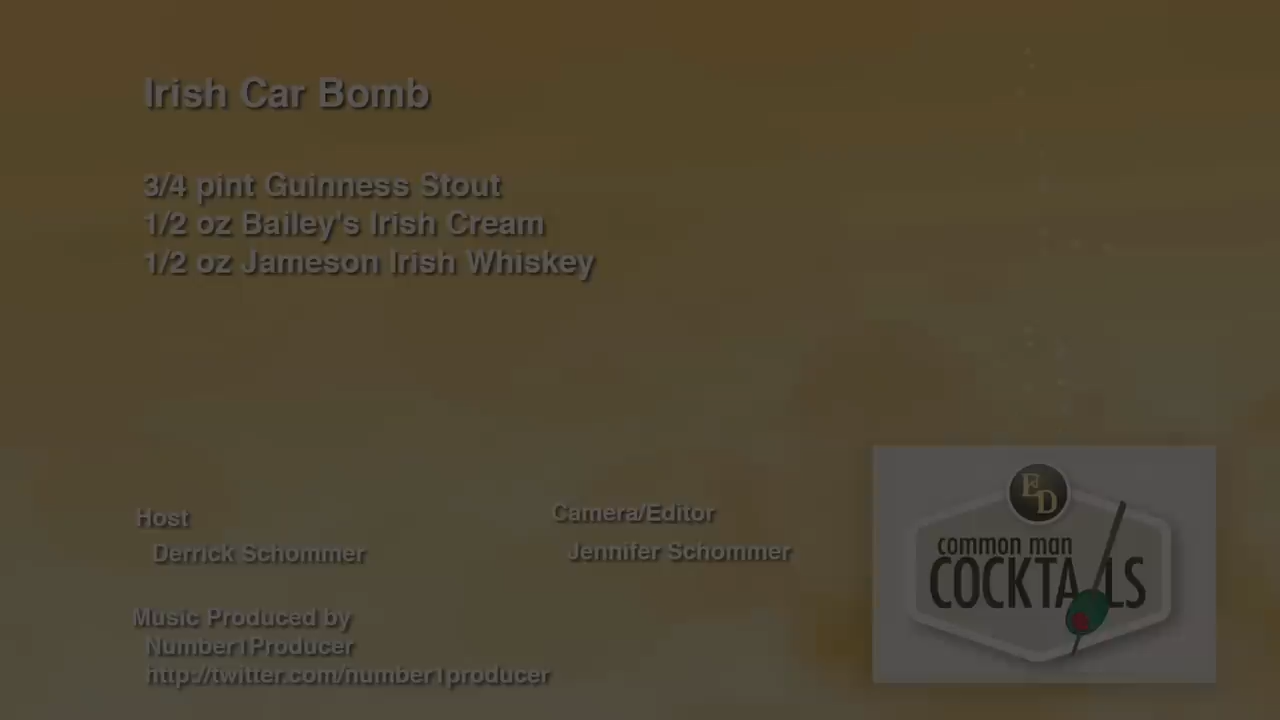 Irish Car Bomb
3/4 pint Guinness Stout
1/2 oz Bailey's Irish Cream
1/2 oz Jameson Irish Whiskey
Host
Derrick Schommer
Camera/Editor
Jennifer Schommer
Music Produced by
Number1Producer
http://twitter.com/number1producer
ED
common man
COCKTAILS